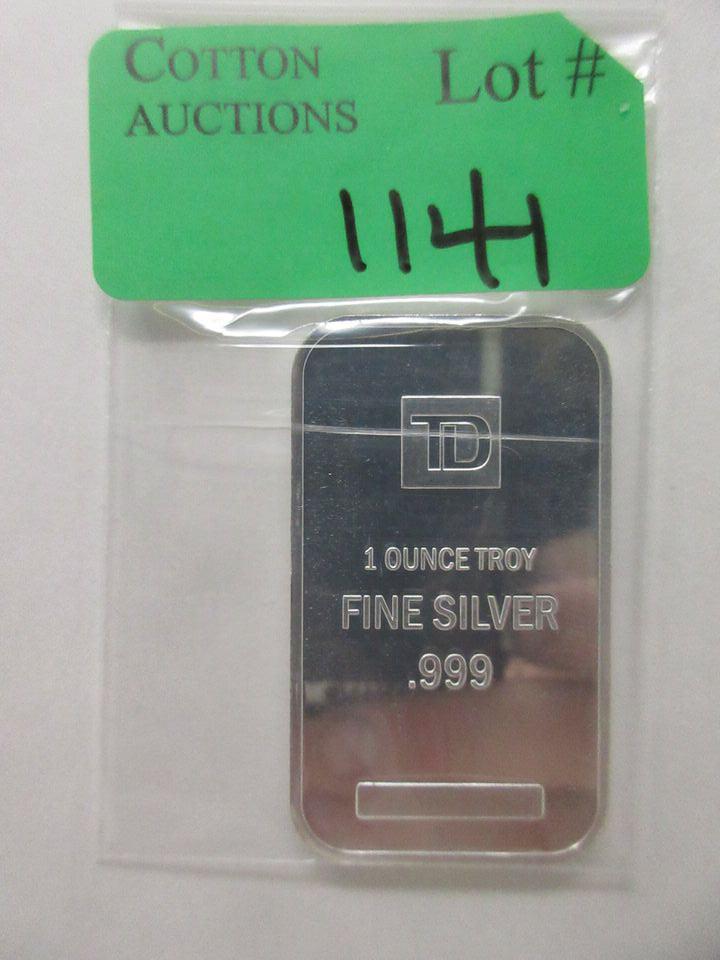 COTTON
AUCTIONS
Lot #
1141
TD
1 OUNCE TROY
FINE SILVER
.999